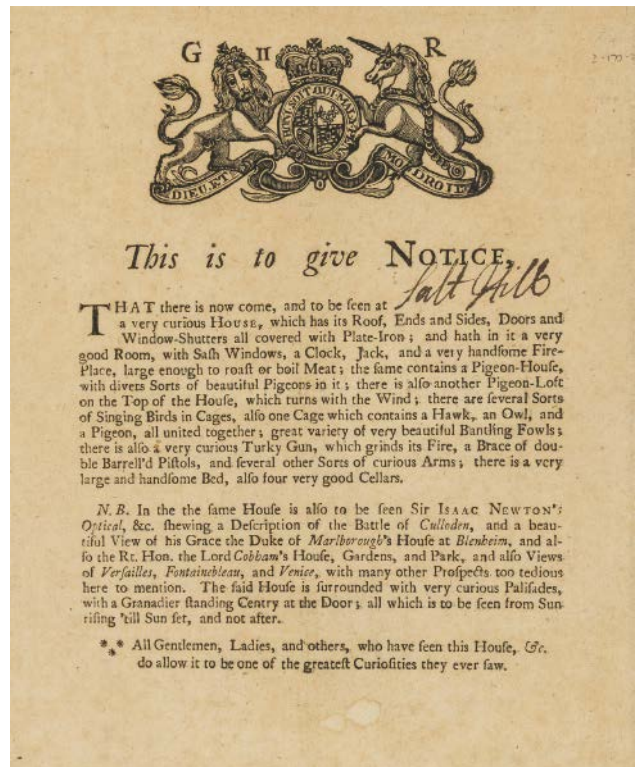 G II R
HONI SOIT QUI MAL Y PEN
DIEU ET MO DROIT
This is to give NOTICE,
Salt Hill
THAT there is now come, and to be ſeen at
a very curious HOUSE, which has its Roof, Ends and Sides, Doors and
Window-Shutters all covered with Plate-Iron; and hath in it a very
good Room, with Saſh Windows, a Clock, Jack, and a very handſome Fire-
Place, large enough to roaſt or boil Meat; the ſame contains a Pigeon-Houſe,
with divers Sorts of beautiful Pigeons in it; there is alſo another Pigeon-Loft
on the Top of the Houſe, which turns with the Wind; there are ſeveral Sorts
of Singing Birds in Cages, alſo one Cage which contains a Hawk, an Owl, and
a Pigeon, all united together; great variety of very beautiful Bantling Fowls;
there is alſo a very curious Turky Gun, which grinds its Fire, a Brace of dou-
ble Barrell'd Piſtols, and ſeveral other Sorts of curious Arms; there is a very
large and handſome Bed, alſo four very good Cellars.
N.B. In the the ſame Houſe is alſo to be ſeen Sir ISAAC NEWTON's
Optical, &c. ſhewing a Deſcription of the Battle of Culloden, and a beau-
tiful View of his Grace the Duke of Marlborough's Houſe at Blenheim, and al-
ſo the Rt. Hon. the Lord Cobham's Houſe, Gardens, and Park, and alſo Views
of Verſailles, Fontainbleau, and Venice, with many other Proſpects too tedious
here to mention. The ſaid Houſe is ſurrounded with very curious Paliſades,
with a Granadier ſtanding Centry at the Door; all which is to be ſeen from Sun
riſing 'till Sun ſet, and not after.
*** All Gentlemen, Ladies, and others, who have ſeen this Houſe, &c.
do allow it to be one of the greateſt Curioſities they ever ſaw.